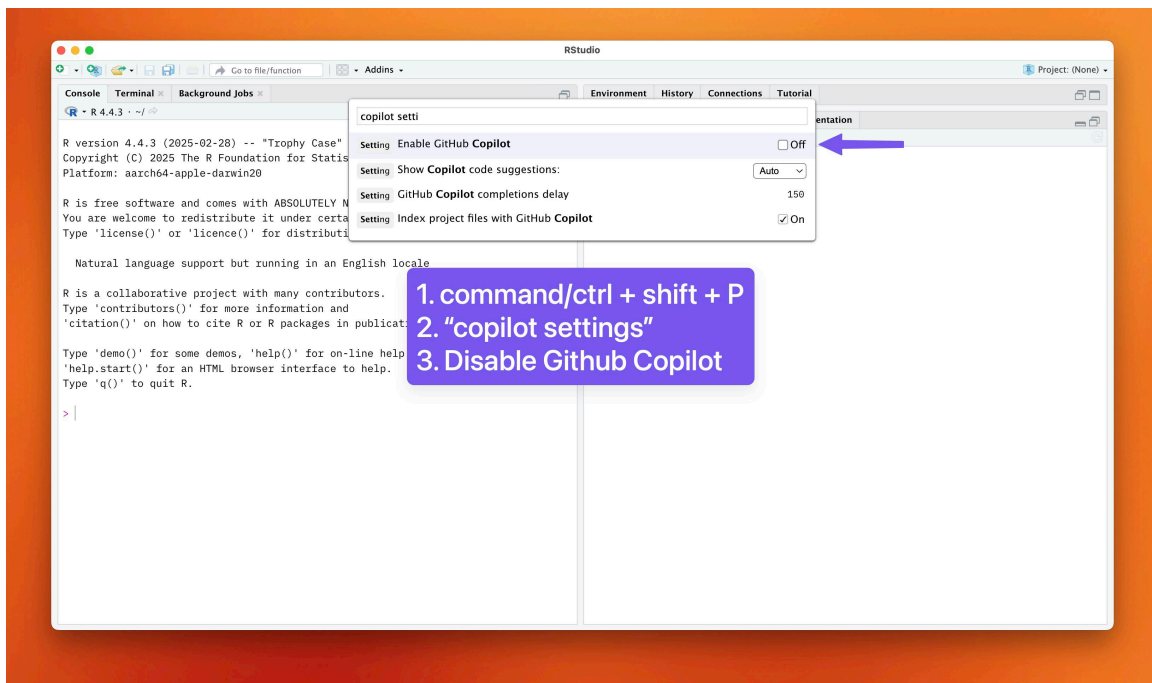 RStudio
Go to file/function
Addins
Project: (None)
Console Terminal Background Jobs
R 4.4.3 · ~/
R version 4.4.3 (2025-02-28) -- "Trophy Case"
Copyright (C) 2025 The R Foundation for Statis
Platform: aarch64-apple-darwin20
R is free software and comes with ABSOLUTELY N
You are welcome to redistribute it under certa
Type 'license()' or 'licence()' for distributi
Natural language support but running in an English locale
R is a collaborative project with many contributors.
Type 'contributors()' for more information and
'citation()' on how to cite R or R packages in publicat
Type 'demo()' for some demos, 'help()' for on-line help
'help.start()' for an HTML browser interface to help.
Type 'q()' to quit R.
>
Environment History Connections Tutorial
entation
copilot setti
Setting Enable GitHub Copilot Off
Setting Show Copilot code suggestions: Auto
Setting GitHub Copilot completions delay 150
Setting Index project files with GitHub Copilot On
1. command/ctrl + shift + P
2. “copilot settings”
3. Disable Github Copilot